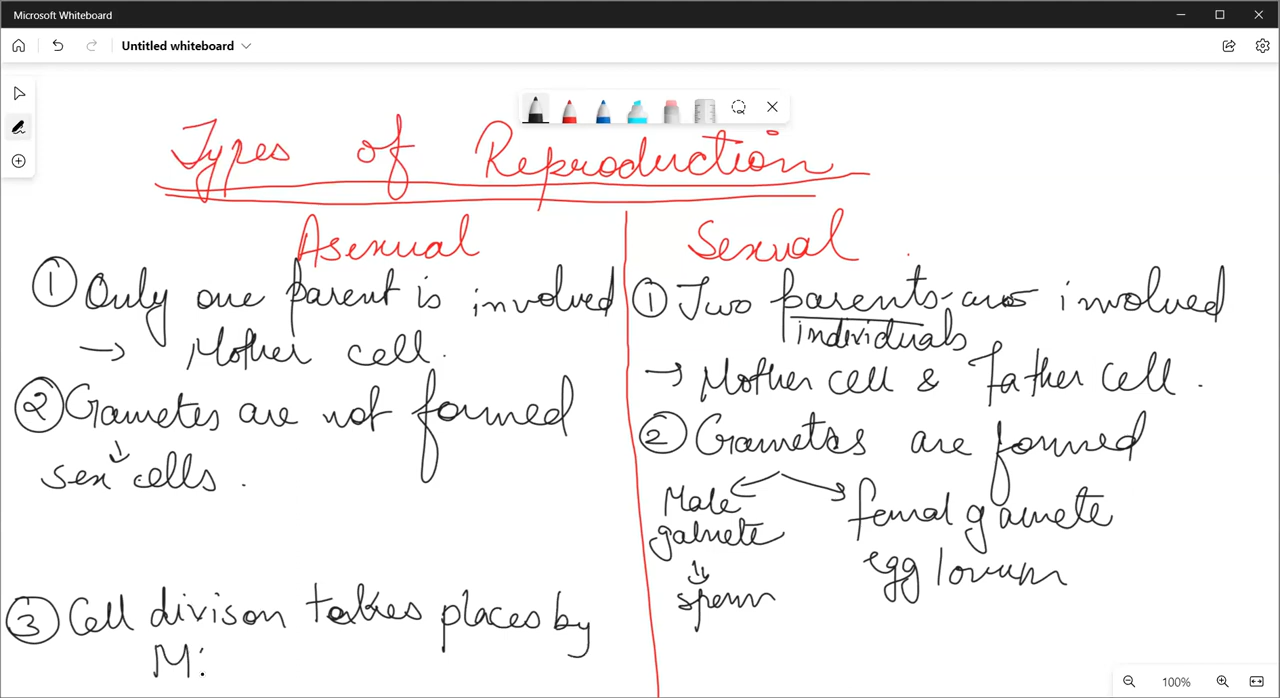 Microsoft Whiteboard
Untitled whiteboard
Types of Reproduction
Asexual
① Only one parent is involved
→ Mother cell.
② Gametes are not formed
↓
sex cells.
③ Cell divison takes places by
Mi
Sexual
① Two parents are involved
individuals
→ Mother cell & Father cell.
② Gametes are formed
Male
gamete
↓
sperm
femal gamete
egg / ovum
100%